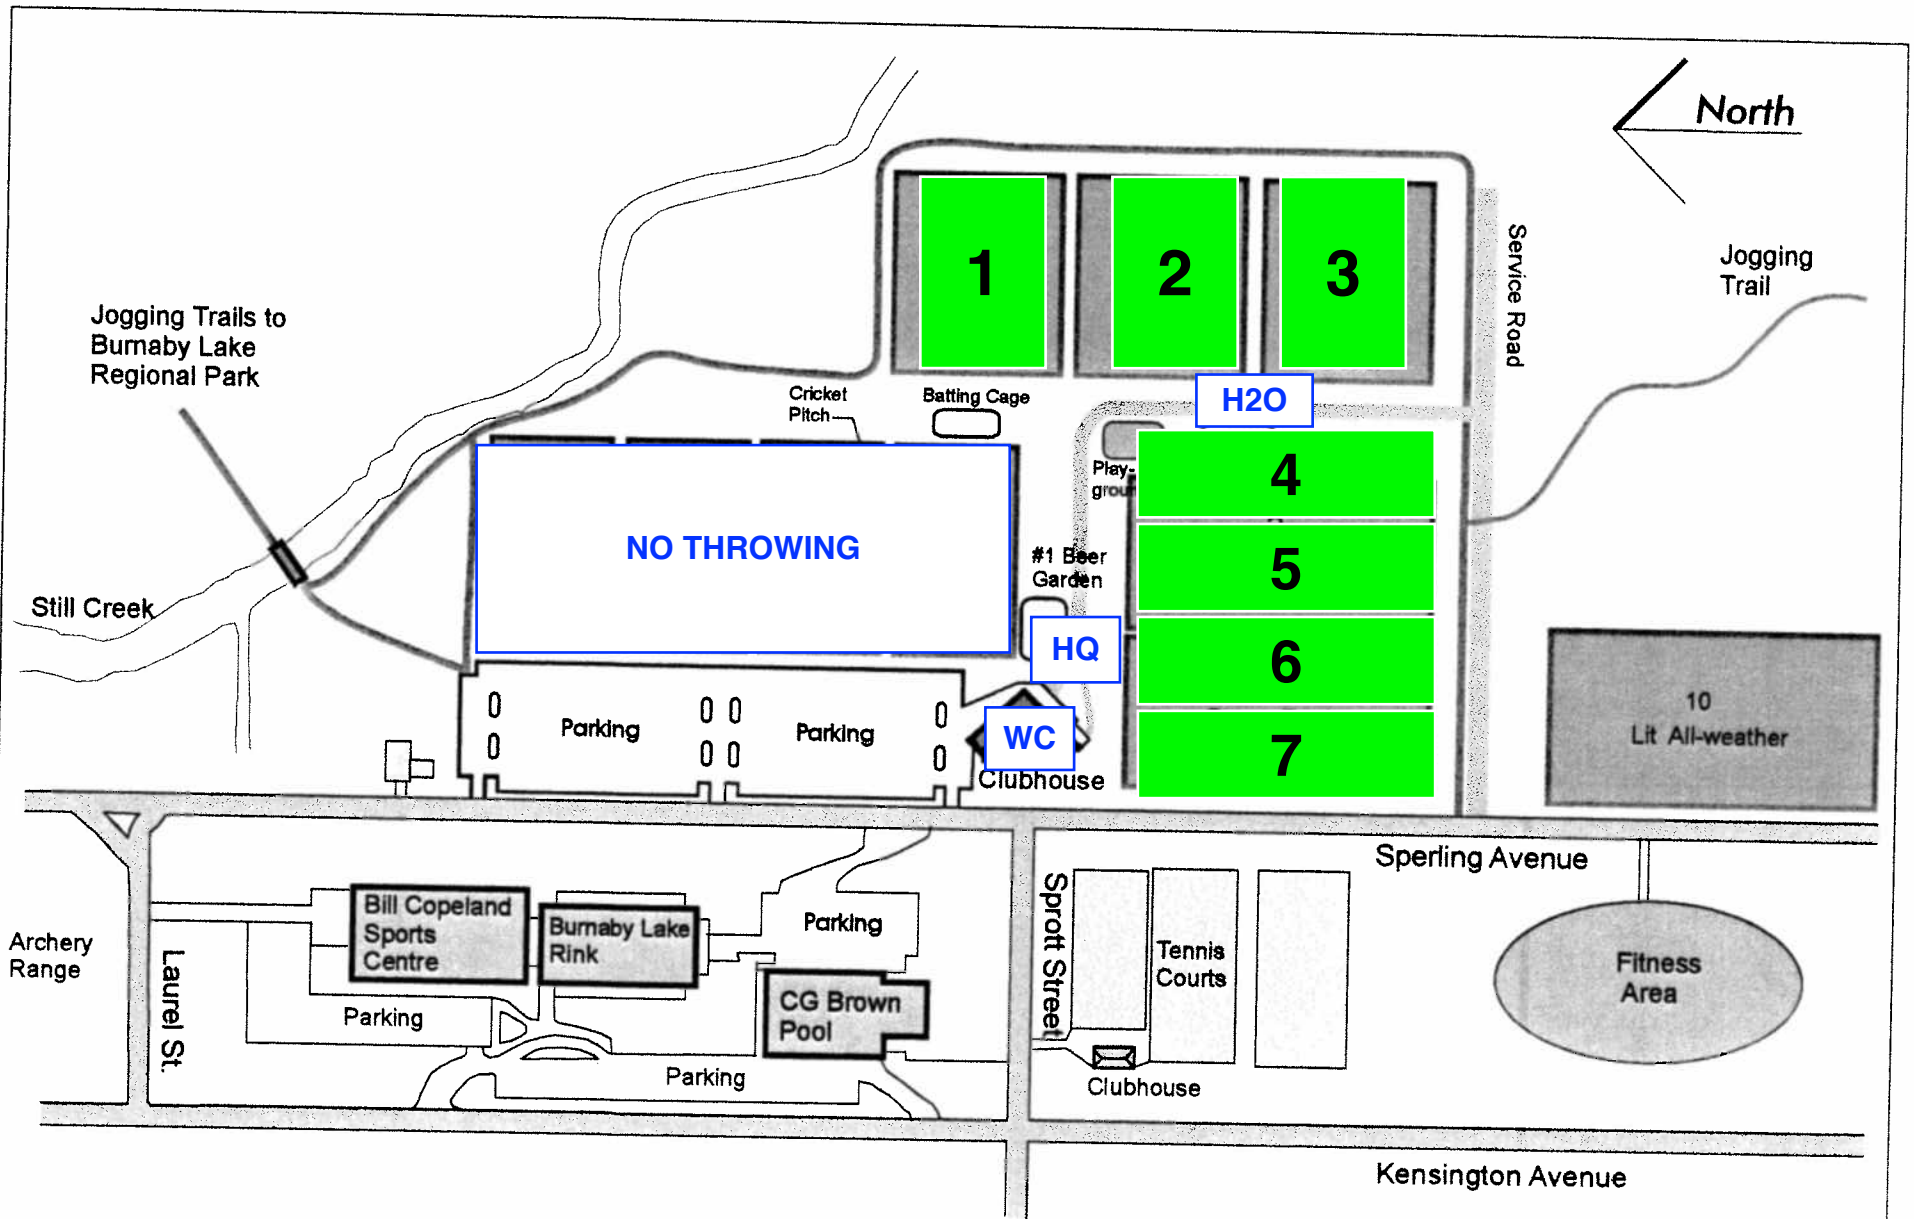 North
Service Road
Jogging
Trail
1
2
3
Jogging Trails to
Burnaby Lake
Regional Park
Cricket
Pitch
Batting Cage
H2O
4
Play-
groun
NO THROWING
#1 Beer
Garden
5
Still Creek
HQ
6
10
Lit All-weather
Parking
Parking
WC
7
Clubhouse
Sperling Avenue
Bill Copeland
Sports
Centre
Burnaby Lake
Rink
Parking
Sprott Street
Tennis
Courts
Fitness
Area
Archery
Range
Laurel St.
Parking
CG Brown
Pool
Parking
Clubhouse
Kensington Avenue